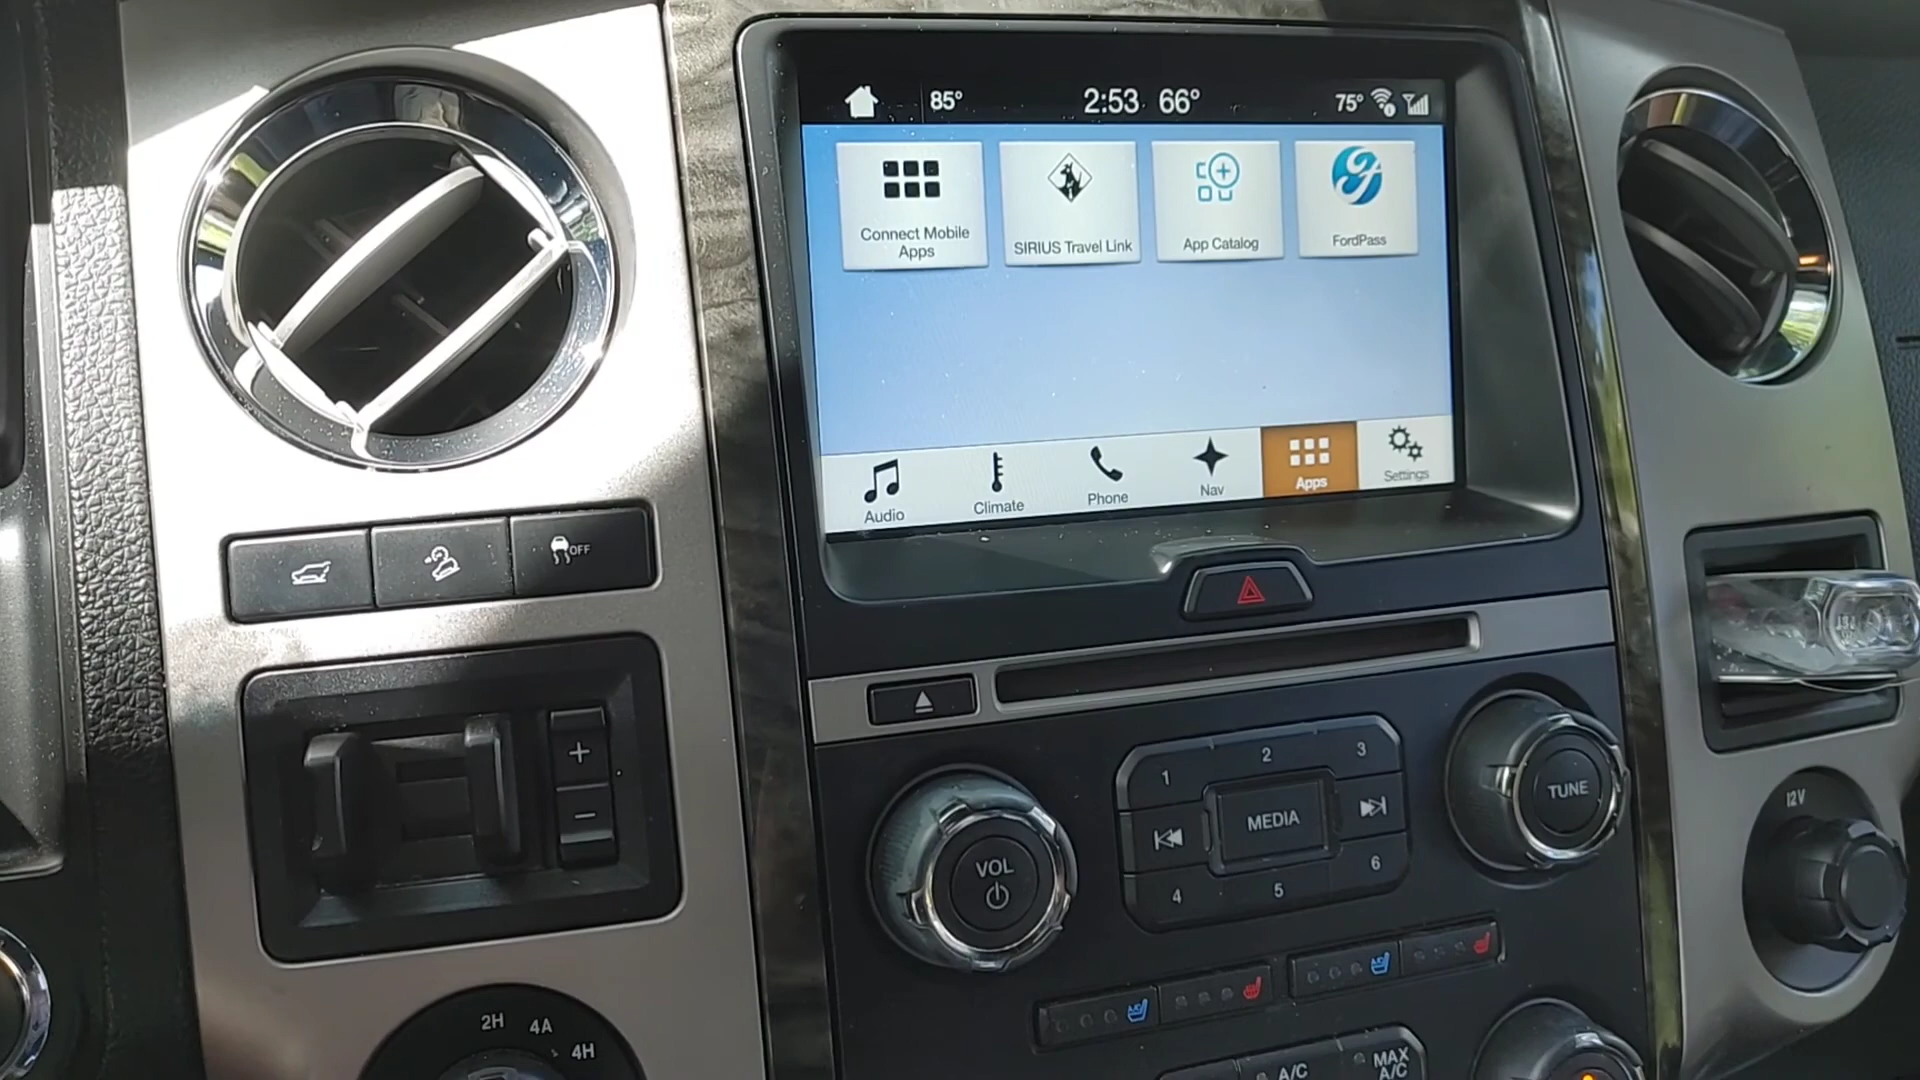 85° 2:53 66° 75°
Connect Mobile
Apps
SIRIUS Travel Link
App Catalog
FordPass
Audio
Climate
Phone
Nav
Apps
Settings
OFF
+
-
1 2 3
MEDIA
4 5 6
VOL
TUNE
12V
2H 4A
4H
A/C
MAX
A/C